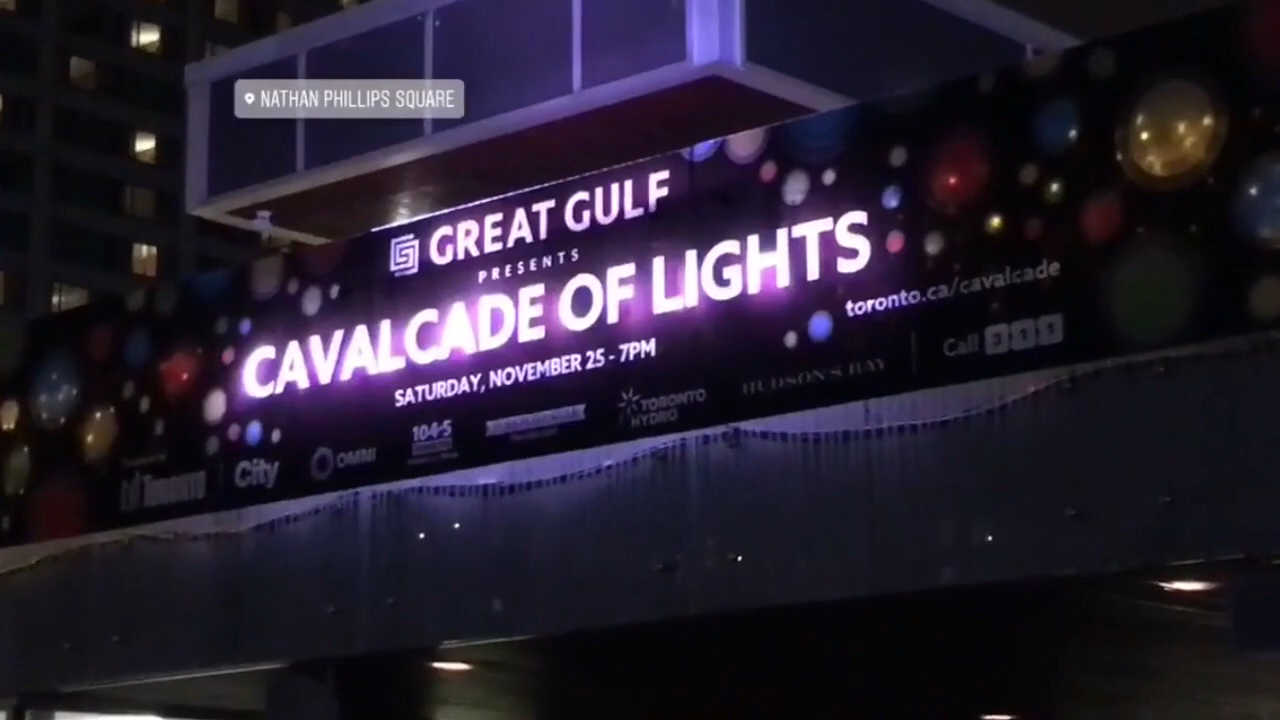 NATHAN PHILLIPS SQUARE
GREAT GULF
PRESENTS
CAVALCADE OF LIGHTS
SATURDAY, NOVEMBER 25 - 7PM
toronto.ca/cavalcade
Call 311
TORONTO
City
OMNI
104·5
TORONTO
HYDRO
HUDSON'S BAY